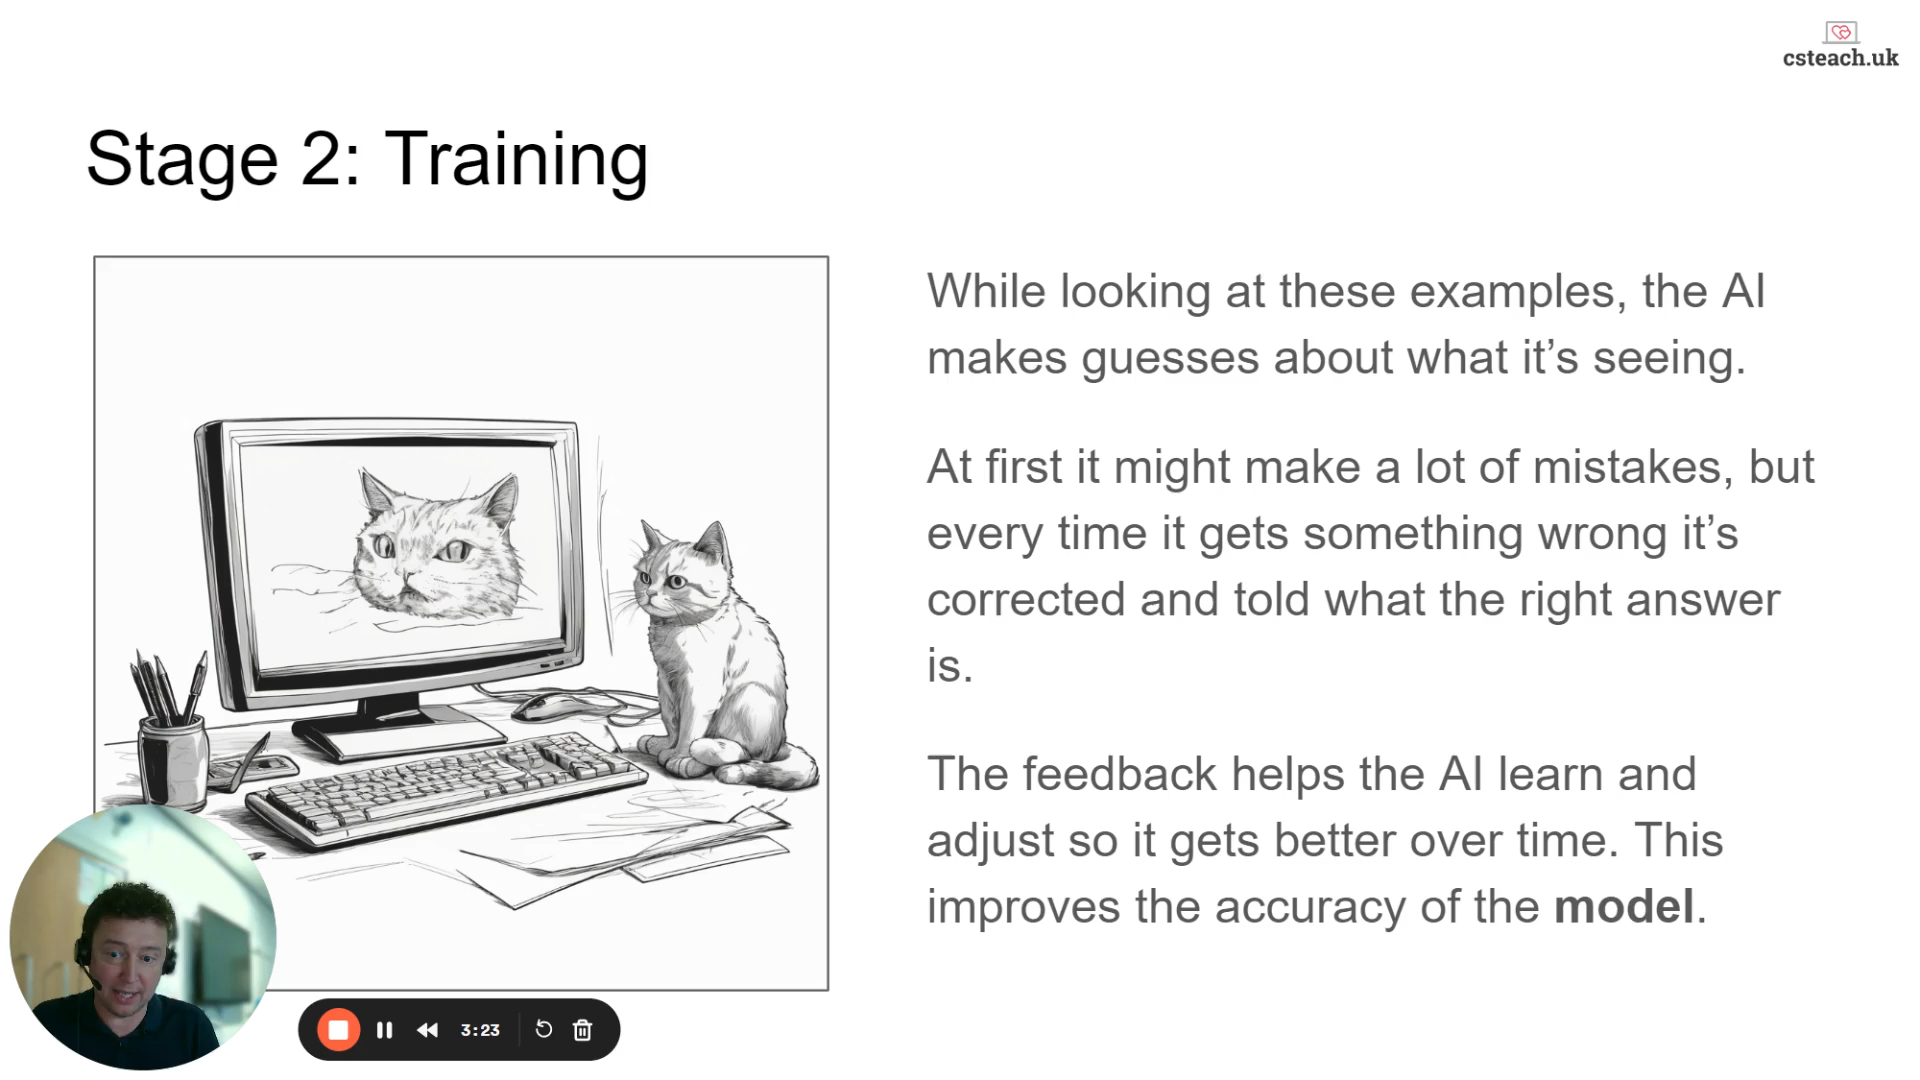 csteach.uk
Stage 2: Training
While looking at these examples, the AI
makes guesses about what it’s seeing.
At first it might make a lot of mistakes, but
every time it gets something wrong it’s
corrected and told what the right answer
is.
The feedback helps the AI learn and
adjust so it gets better over time. This
improves the accuracy of the model.
3:23